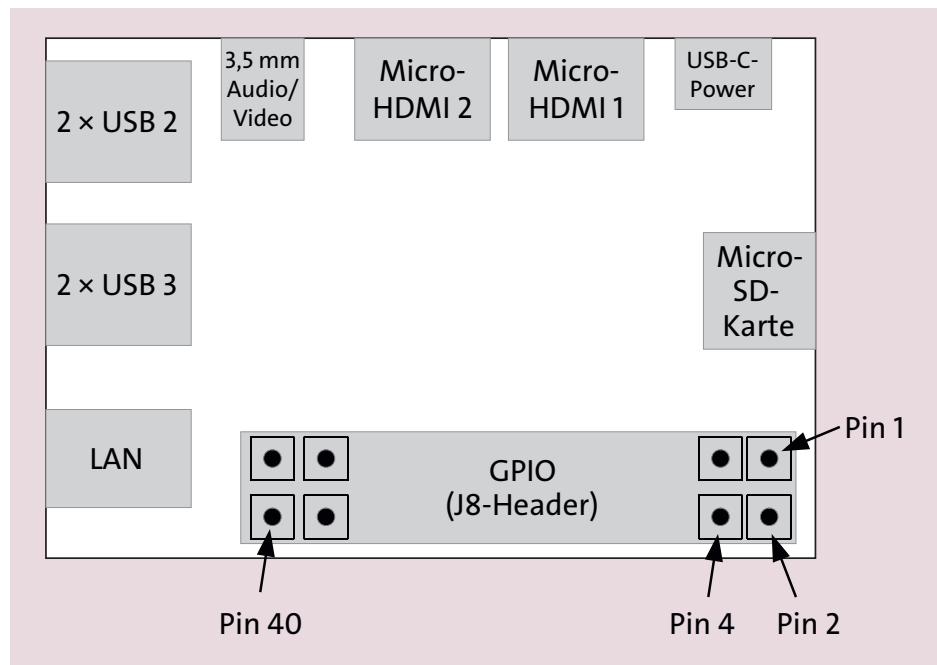 3,5 mm
Audio/
Video
Micro-
HDMI 2
Micro-
HDMI 1
USB-C-
Power
2 × USB 2
2 × USB 3
Micro-
SD-
Karte
LAN
GPIO
(J8-Header)
Pin 1
Pin 40
Pin 4
Pin 2